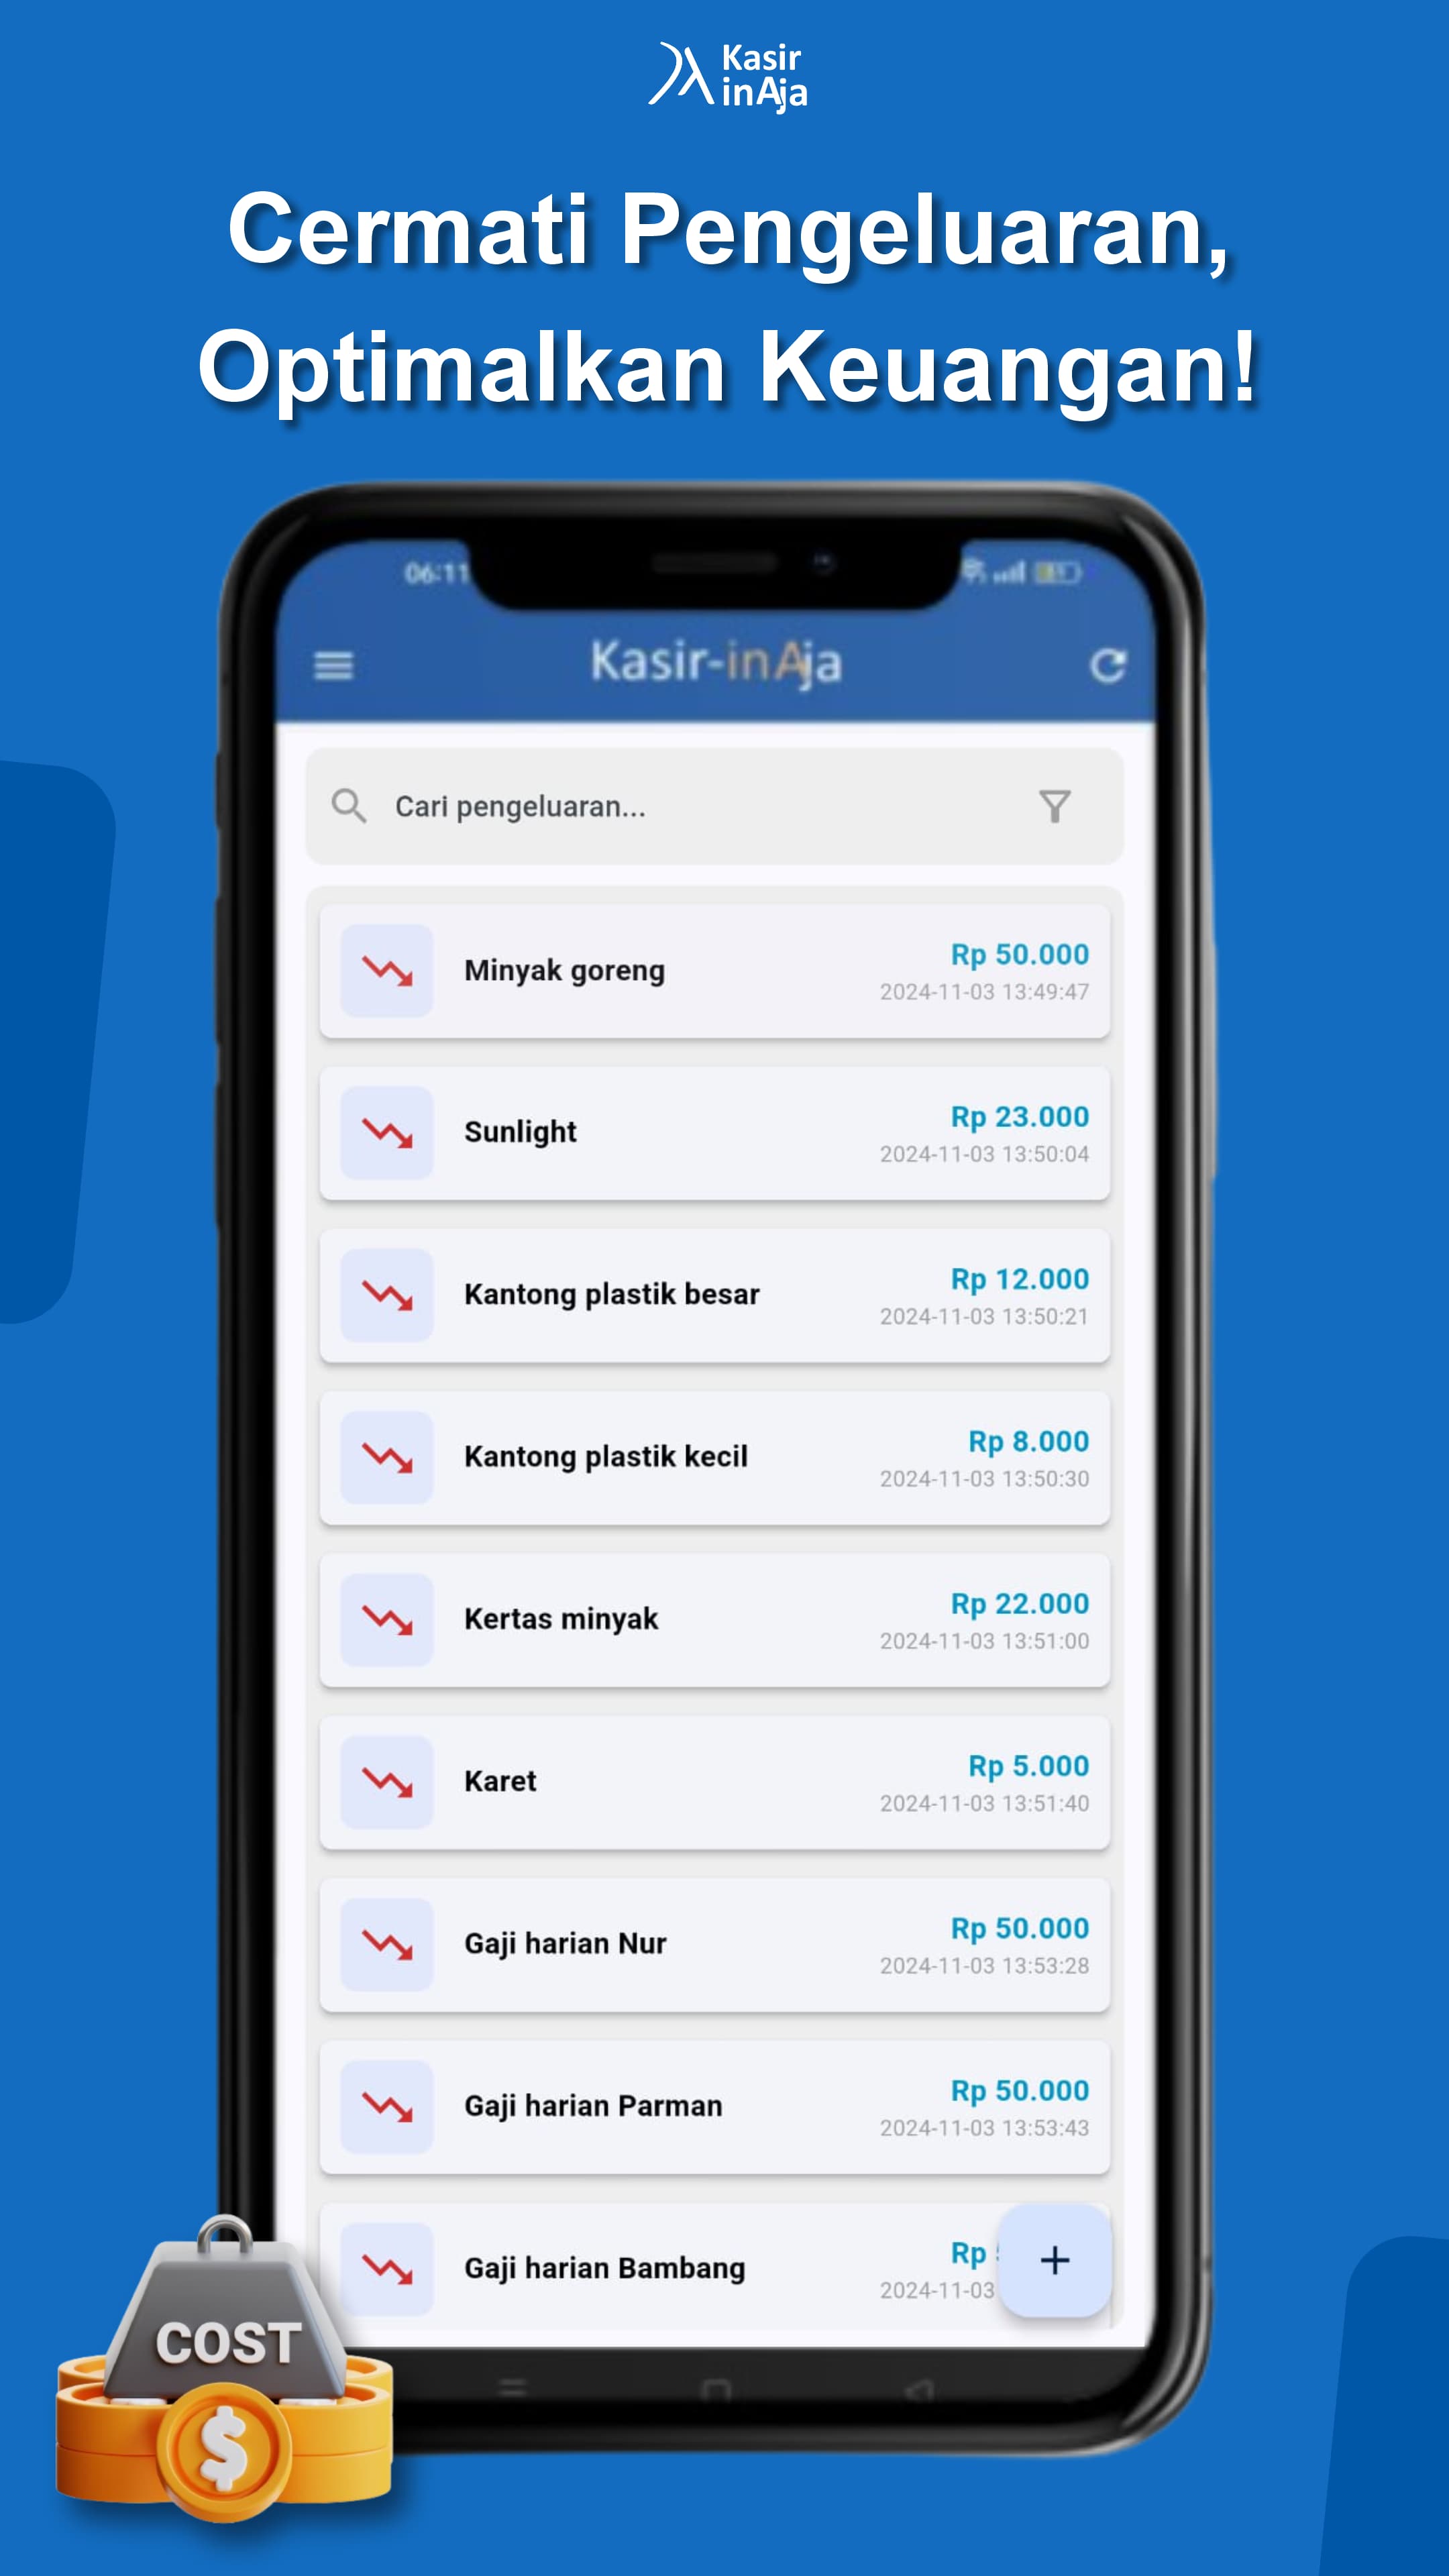 Kasir
inAja
Cermati Pengeluaran,
Optimalkan Keuangan!
06:11
Kasir-inAja
Cari pengeluaran...
Minyak goreng
Rp 50.000
2024-11-03 13:49:47
Sunlight
Rp 23.000
2024-11-03 13:50:04
Kantong plastik besar
Rp 12.000
2024-11-03 13:50:21
Kantong plastik kecil
Rp 8.000
2024-11-03 13:50:30
Kertas minyak
Rp 22.000
2024-11-03 13:51:00
Karet
Rp 5.000
2024-11-03 13:51:40
Gaji harian Nur
Rp 50.000
2024-11-03 13:53:28
Gaji harian Parman
Rp 50.000
2024-11-03 13:53:43
Gaji harian Bambang
Rp
2024-11-03
+
COST
$